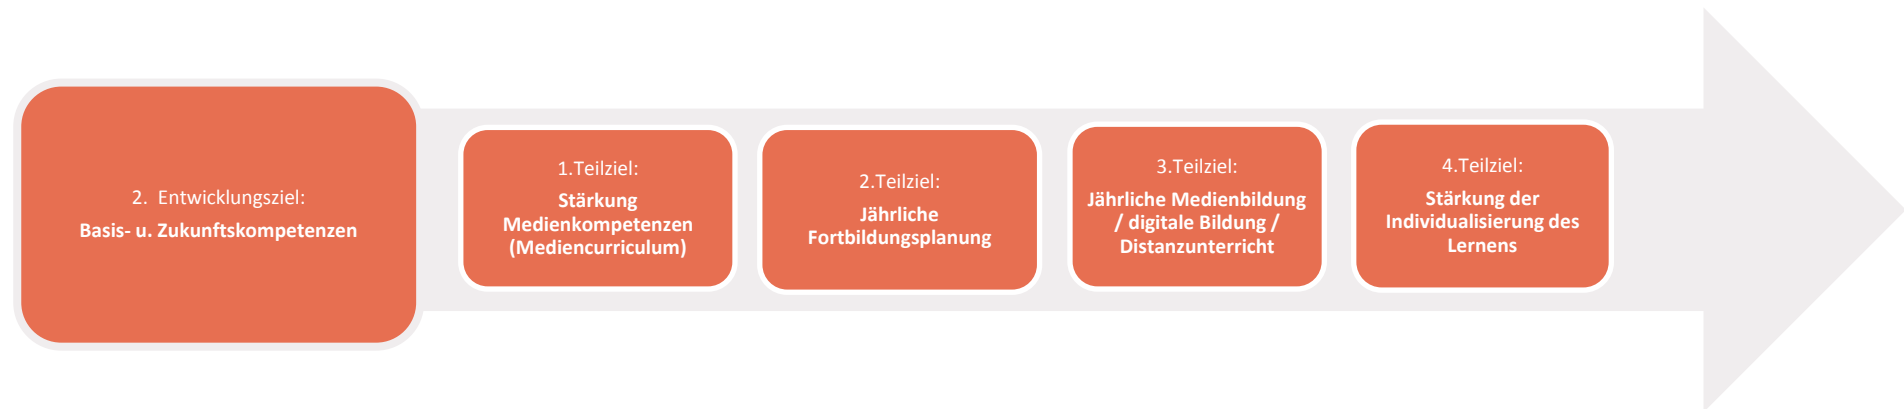 2. Entwicklungsziel:
Basis- u. Zukunftskompetenzen
1.Teilziel:
Stärkung
Medienkompetenzen
(Mediencurriculum)
2.Teilziel:
Jährliche
Fortbildungsplanung
3.Teilziel:
Jährliche Medienbildung
/ digitale Bildung /
Distanzunterricht
4.Teilziel:
Stärkung der
Individualisierung des
Lernens